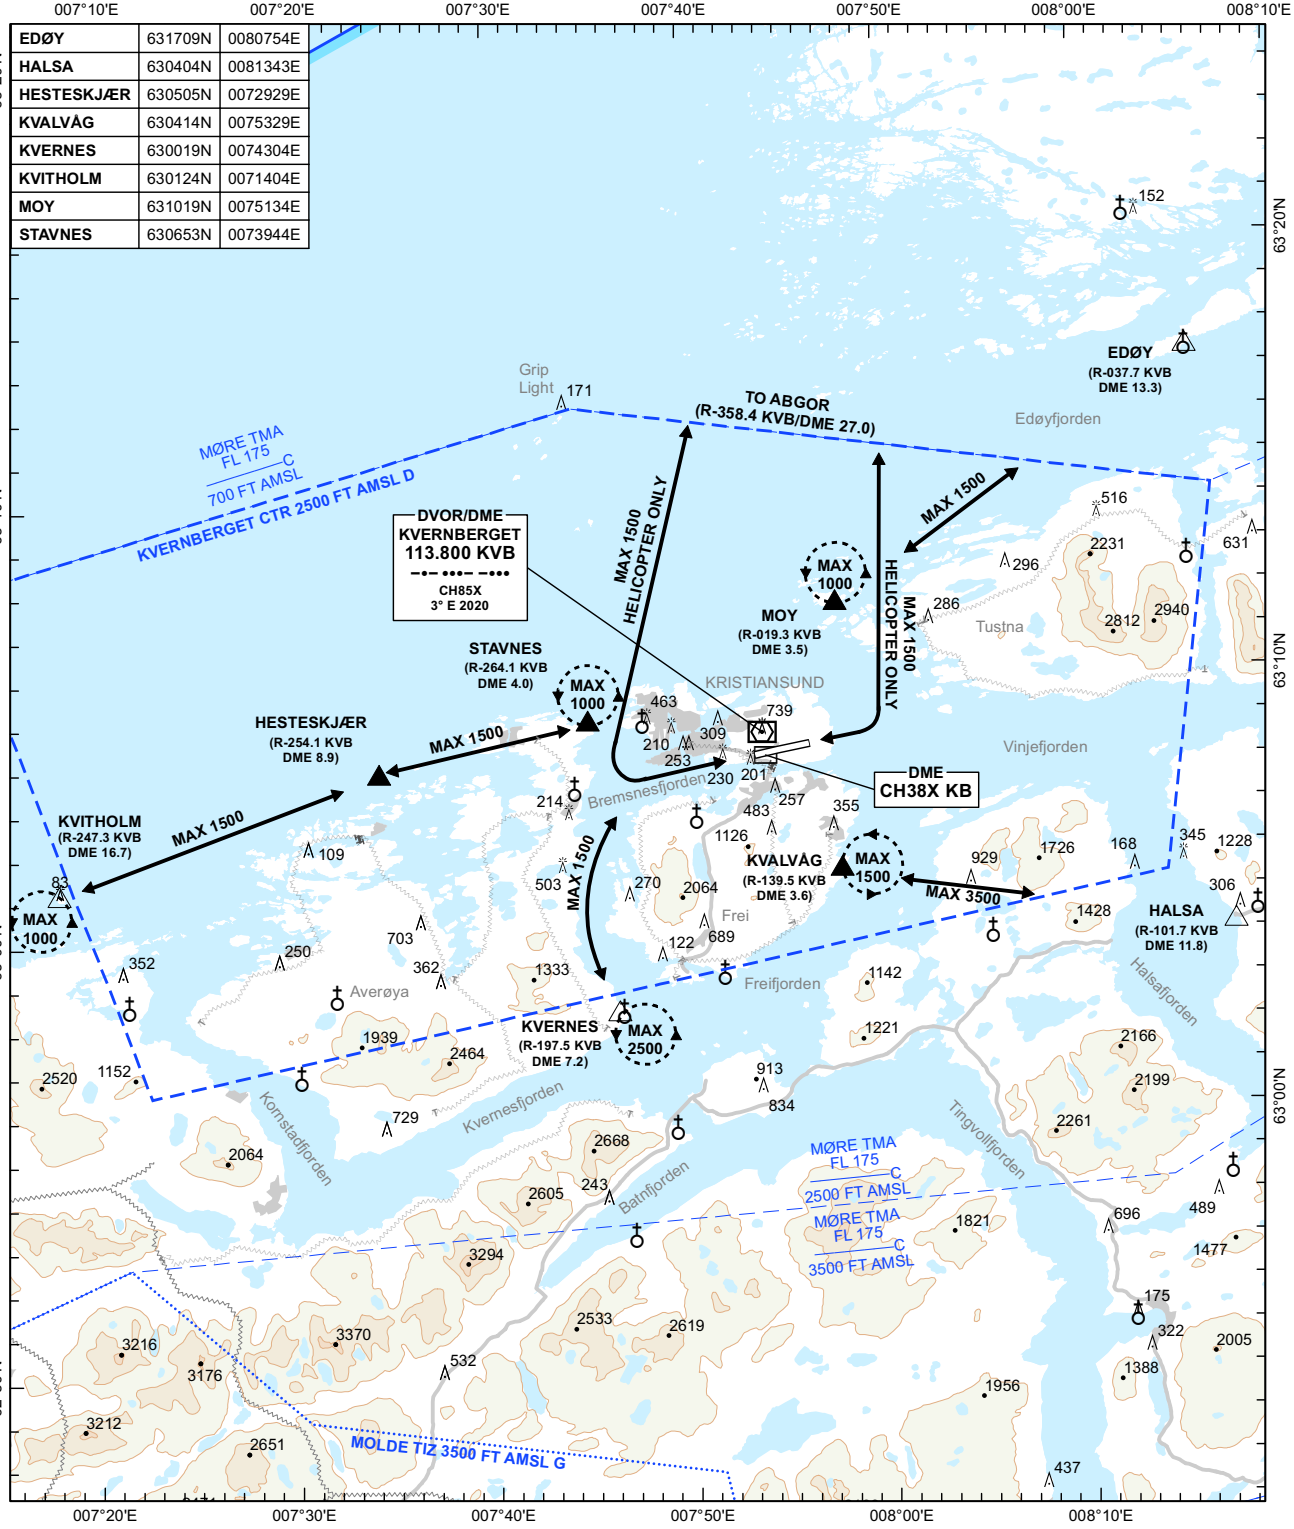 007°10'E
007°20'E
007°30'E
007°40'E
007°50'E
008°00'E
008°10'E
EDØY 631709N 0080754E
HALSA 630404N 0081343E
HESTESKJÆR 630505N 0072929E
KVALVÅG 630414N 0075329E
KVERNES 630019N 0074304E
KVITHOLM 630124N 0071404E
MOY 631019N 0075134E
STAVNES 630653N 0073944E
152
63°20'N
EDØY
(R-037.7 KVB
DME 13.3)
Grip
Light
171
TO ABGOR
(R-358.4 KVB/DME 27.0)
Edøyfjorden
MØRE TMA
FL 175
C
700 FT AMSL
KVERNBERGET CTR 2500 FT AMSL D
MAX 1500
516
DVOR/DME
KVERNBERGET
113.800 KVB
CH85X
3° E 2020
MAX 1500
HELICOPTER ONLY
2231
631
296
MAX
1000
HELICOPTER ONLY
MAX 1500
286
2940
2812
Tustna
MOY
(R-019.3 KVB
DME 3.5)
STAVNES
(R-264.1 KVB
DME 4.0)
63°10'N
MAX
1000
KRISTIANSUND
463
739
HESTESKJÆR
(R-254.1 KVB
DME 8.9)
MAX 1500
210
309
253
230
201
Vinjefjorden
DME
CH38X KB
Bremsnesfjorden
257
214
483
355
KVITHOLM
(R-247.3 KVB
DME 16.7)
MAX 1500
109
1126
KVALVÅG
(R-139.5 KVB
DME 3.6)
MAX
1500
929
1726
168
345
1228
MAX 1500
503
270
2064
MAX 3500
306
83
MAX
1000
HALSA
(R-101.7 KVB
DME 11.8)
1428
Frei
689
703
122
250
362
352
1333
Freifjorden
1142
Halsafjorden
Averøya
KVERNES
(R-197.5 KVB
DME 7.2)
MAX
2500
1221
1939
2464
2166
2520
1152
913
834
2199
63°00'N
Kornstadfjorden
729
Kvernesfjorden
Tingvollfjorden
2261
2064
2668
MØRE TMA
FL 175
C
2500 FT AMSL
2605
243
Batnfjorden
MØRE TMA
FL 175
C
3500 FT AMSL
489
696
1821
1477
3294
175
322
2533
2619
3370
3216
3176
2005
1388
532
1956
3212
2651
MOLDE TIZ 3500 FT AMSL G
437
007°20'E
007°30'E
007°40'E
007°50'E
008°00'E
008°10'E